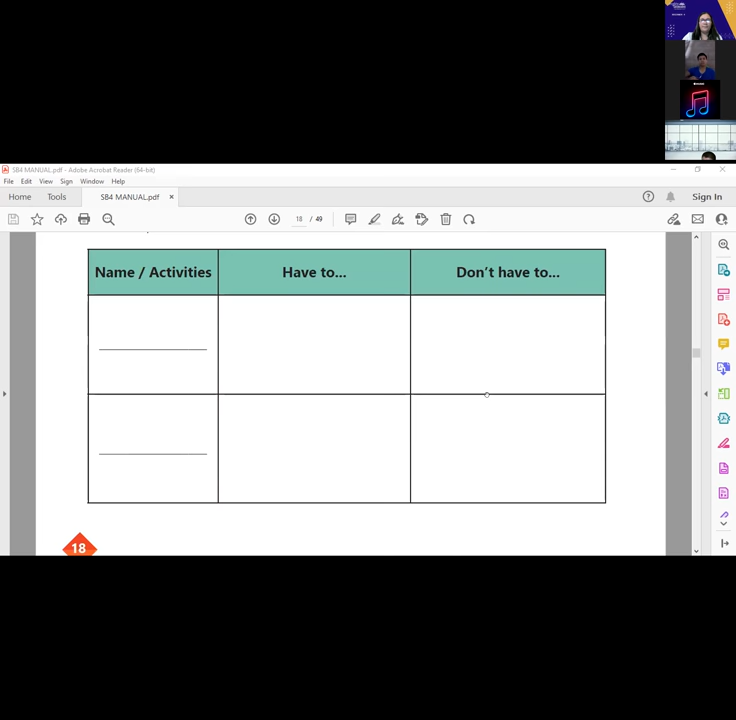 SB4 MANUAL.pdf - Adobe Acrobat Reader (64-bit)
File Edit View Sign Window Help
Home Tools SB4 MANUAL.pdf × Sign In
18 / 49
Name / Activities Have to... Don't have to...
18